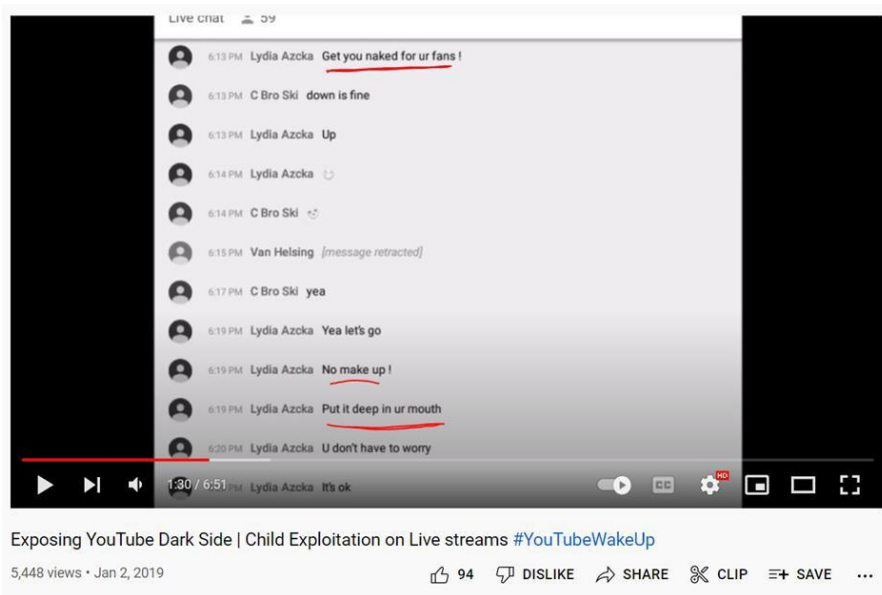 Live chat 59
6:13 PM Lydia Azcka Get you naked for ur fans !
6:13 PM C Bro Ski down is fine
6:13 PM Lydia Azcka Up
6:14 PM Lydia Azcka
6:14 PM C Bro Ski
6:15 PM Van Helsing [message retracted]
6:17 PM C Bro Ski yea
6:19 PM Lydia Azcka Yea let's go
6:19 PM Lydia Azcka No make up !
6:19 PM Lydia Azcka Put it deep in ur mouth
6:20 PM Lydia Azcka U don't have to worry
1:30 / 6:51 PM Lydia Azcka It's ok
CC HD
Exposing YouTube Dark Side | Child Exploitation on Live streams #YouTubeWakeUp
5,448 views • Jan 2, 2019 94 DISLIKE SHARE CLIP SAVE ...